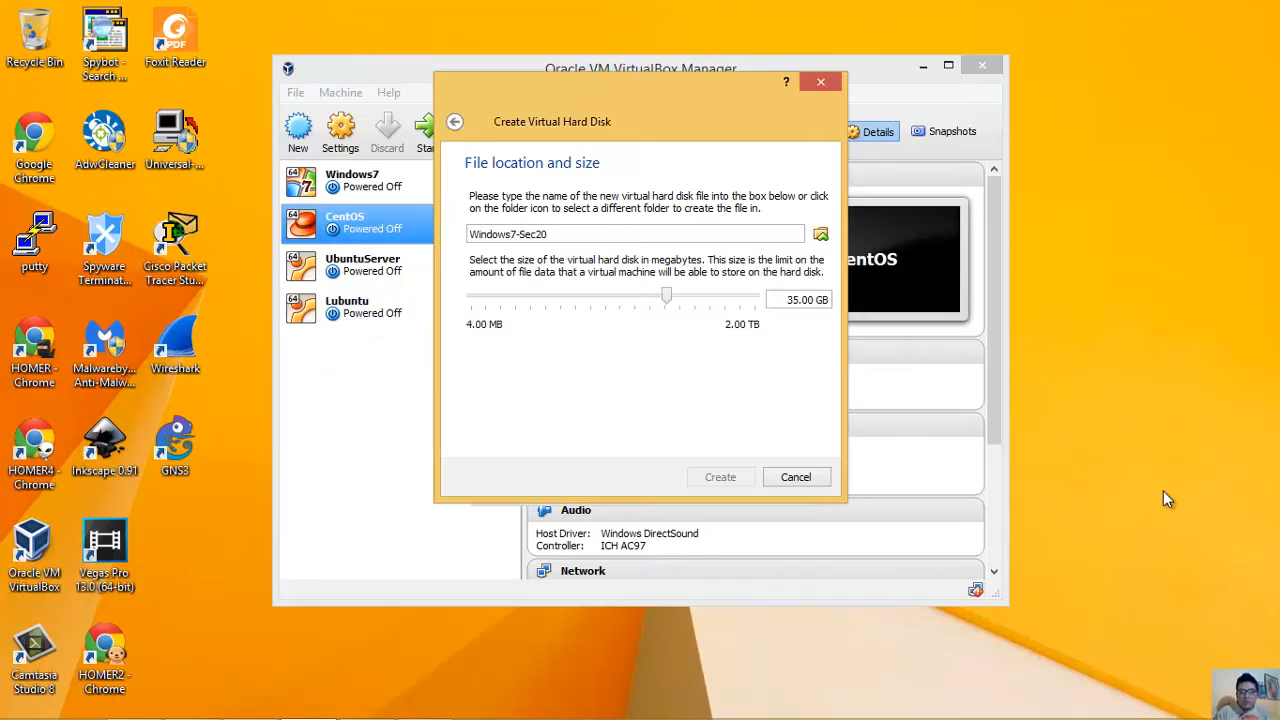 Recycle Bin
Spybot -
Search ...
Foxit Reader
PDF
Google
Chrome
AdwCleaner
Universal-...
putty
Spyware
Terminat...
Cisco Packet
Tracer Stu...
HOMER -
Chrome
Malwareby...
Anti-Malw...
Wireshark
HOMER4 -
Chrome
Inkscape 0.91
GNS3
Oracle VM
VirtualBox
Vegas Pro
13.0 (64-bit)
Camtasia
Studio 8
HOMER2 -
Chrome
Oracle VM VirtualBox Manager
File Machine Help
New
Settings
Discard
Star
Details
Snapshots
64
Windows7
Powered Off
64
CentOS
Powered Off
64
UbuntuServer
Powered Off
64
Lubuntu
Powered Off
?
Create Virtual Hard Disk
File location and size
Please type the name of the new virtual hard disk file into the box below or click
on the folder icon to select a different folder to create the file in.
Windows7-Sec20
Select the size of the virtual hard disk in megabytes. This size is the limit on the
amount of file data that a virtual machine will be able to store on the hard disk.
35.00 GB
4.00 MB
2.00 TB
Create
Cancel
entOS
Audio
Host Driver: Windows DirectSound
Controller: ICH AC97
Network